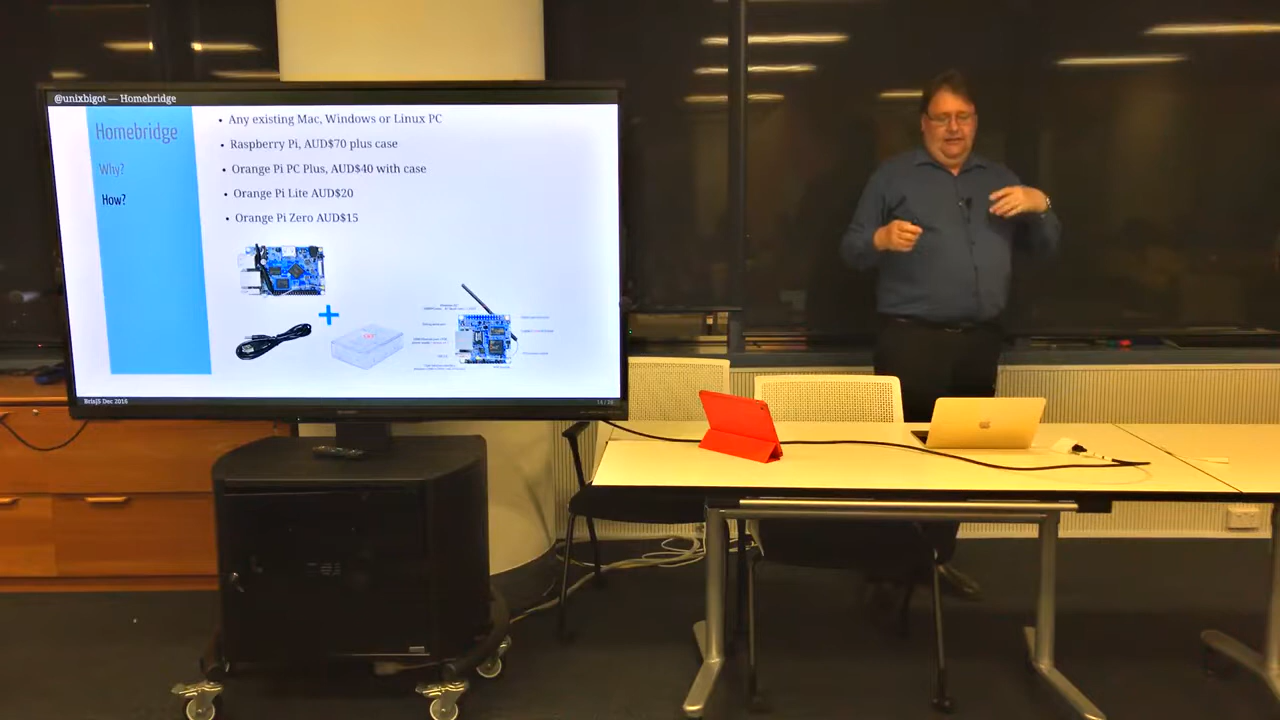 @unixbigot — Homebridge
Homebridge
Why?
How?
• Any existing Mac, Windows or Linux PC
• Raspberry Pi, AUD$70 plus case
• Orange Pi PC Plus, AUD$40 with case
• Orange Pi Lite AUD$20
• Orange Pi Zero AUD$15
BrisJS Dec 2016